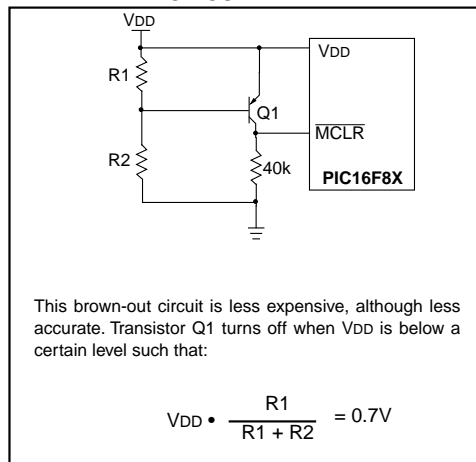 VDD
VDD
R1
Q1
MCLR
R2
40k
PIC16F8X
This brown-out circuit is less expensive, although less
accurate. Transistor Q1 turns off when VDD is below a
certain level such that:
VDD • R1 / R1 + R2 = 0.7V